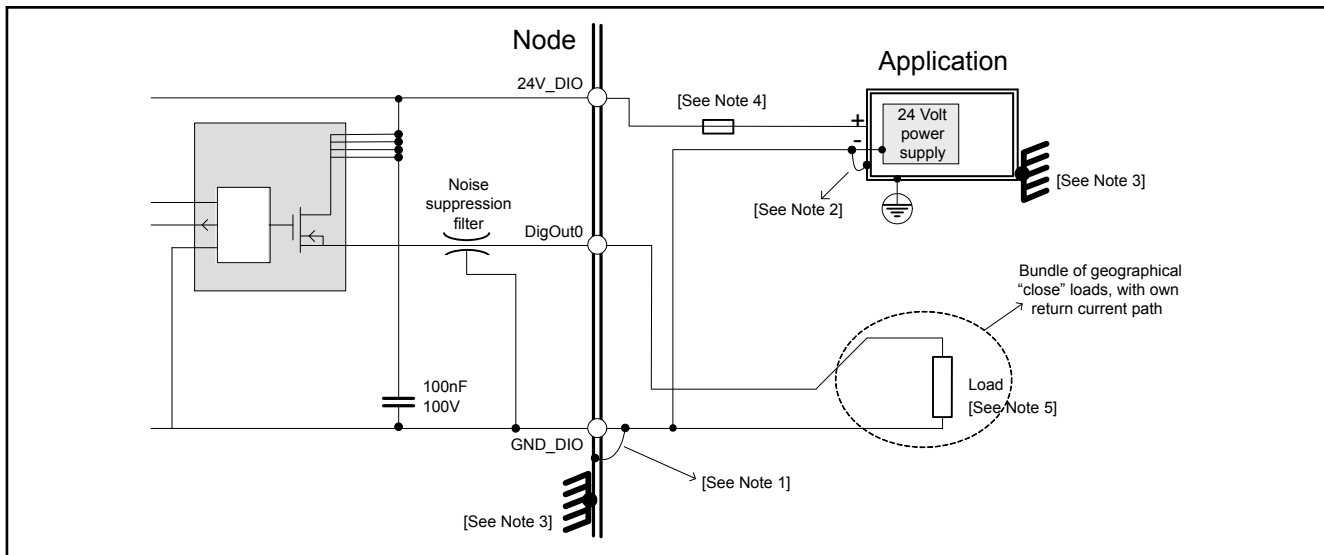 Node
24V_DIO
[See Note 4]
Application
+
-
24 Volt
power
supply
[See Note 3]
[See Note 2]
Noise
suppression
filter
DigOut0
Bundle of geographical
“close” loads, with own
return current path
100nF
100V
Load
[See Note 5]
GND_DIO
[See Note 1]
[See Note 3]